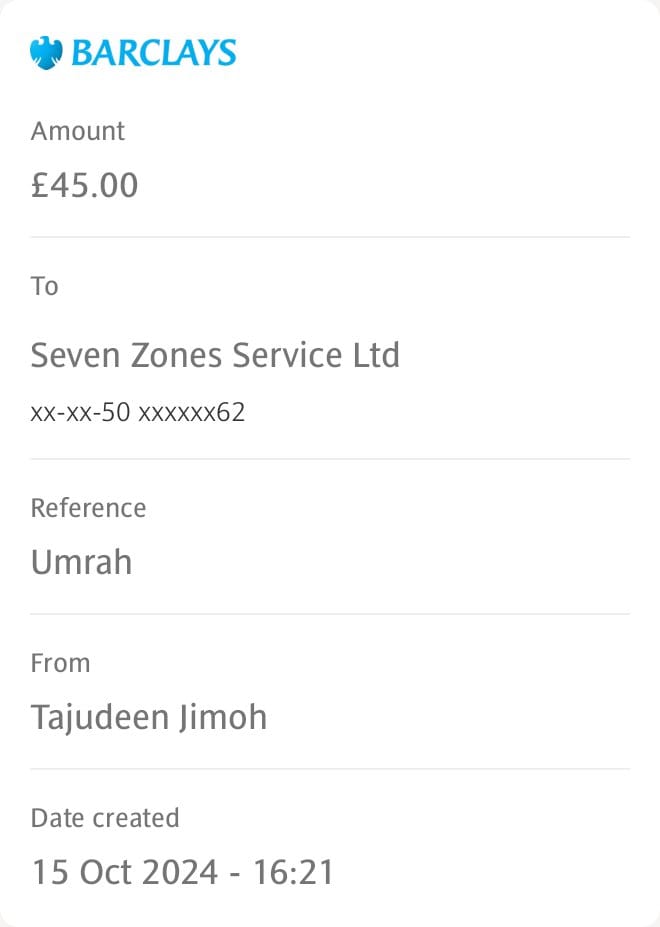 BARCLAYS
Amount
£45.00
To
Seven Zones Service Ltd
xx-xx-50 xxxxxx62
Reference
Umrah
From
Tajudeen Jimoh
Date created
15 Oct 2024 - 16:21